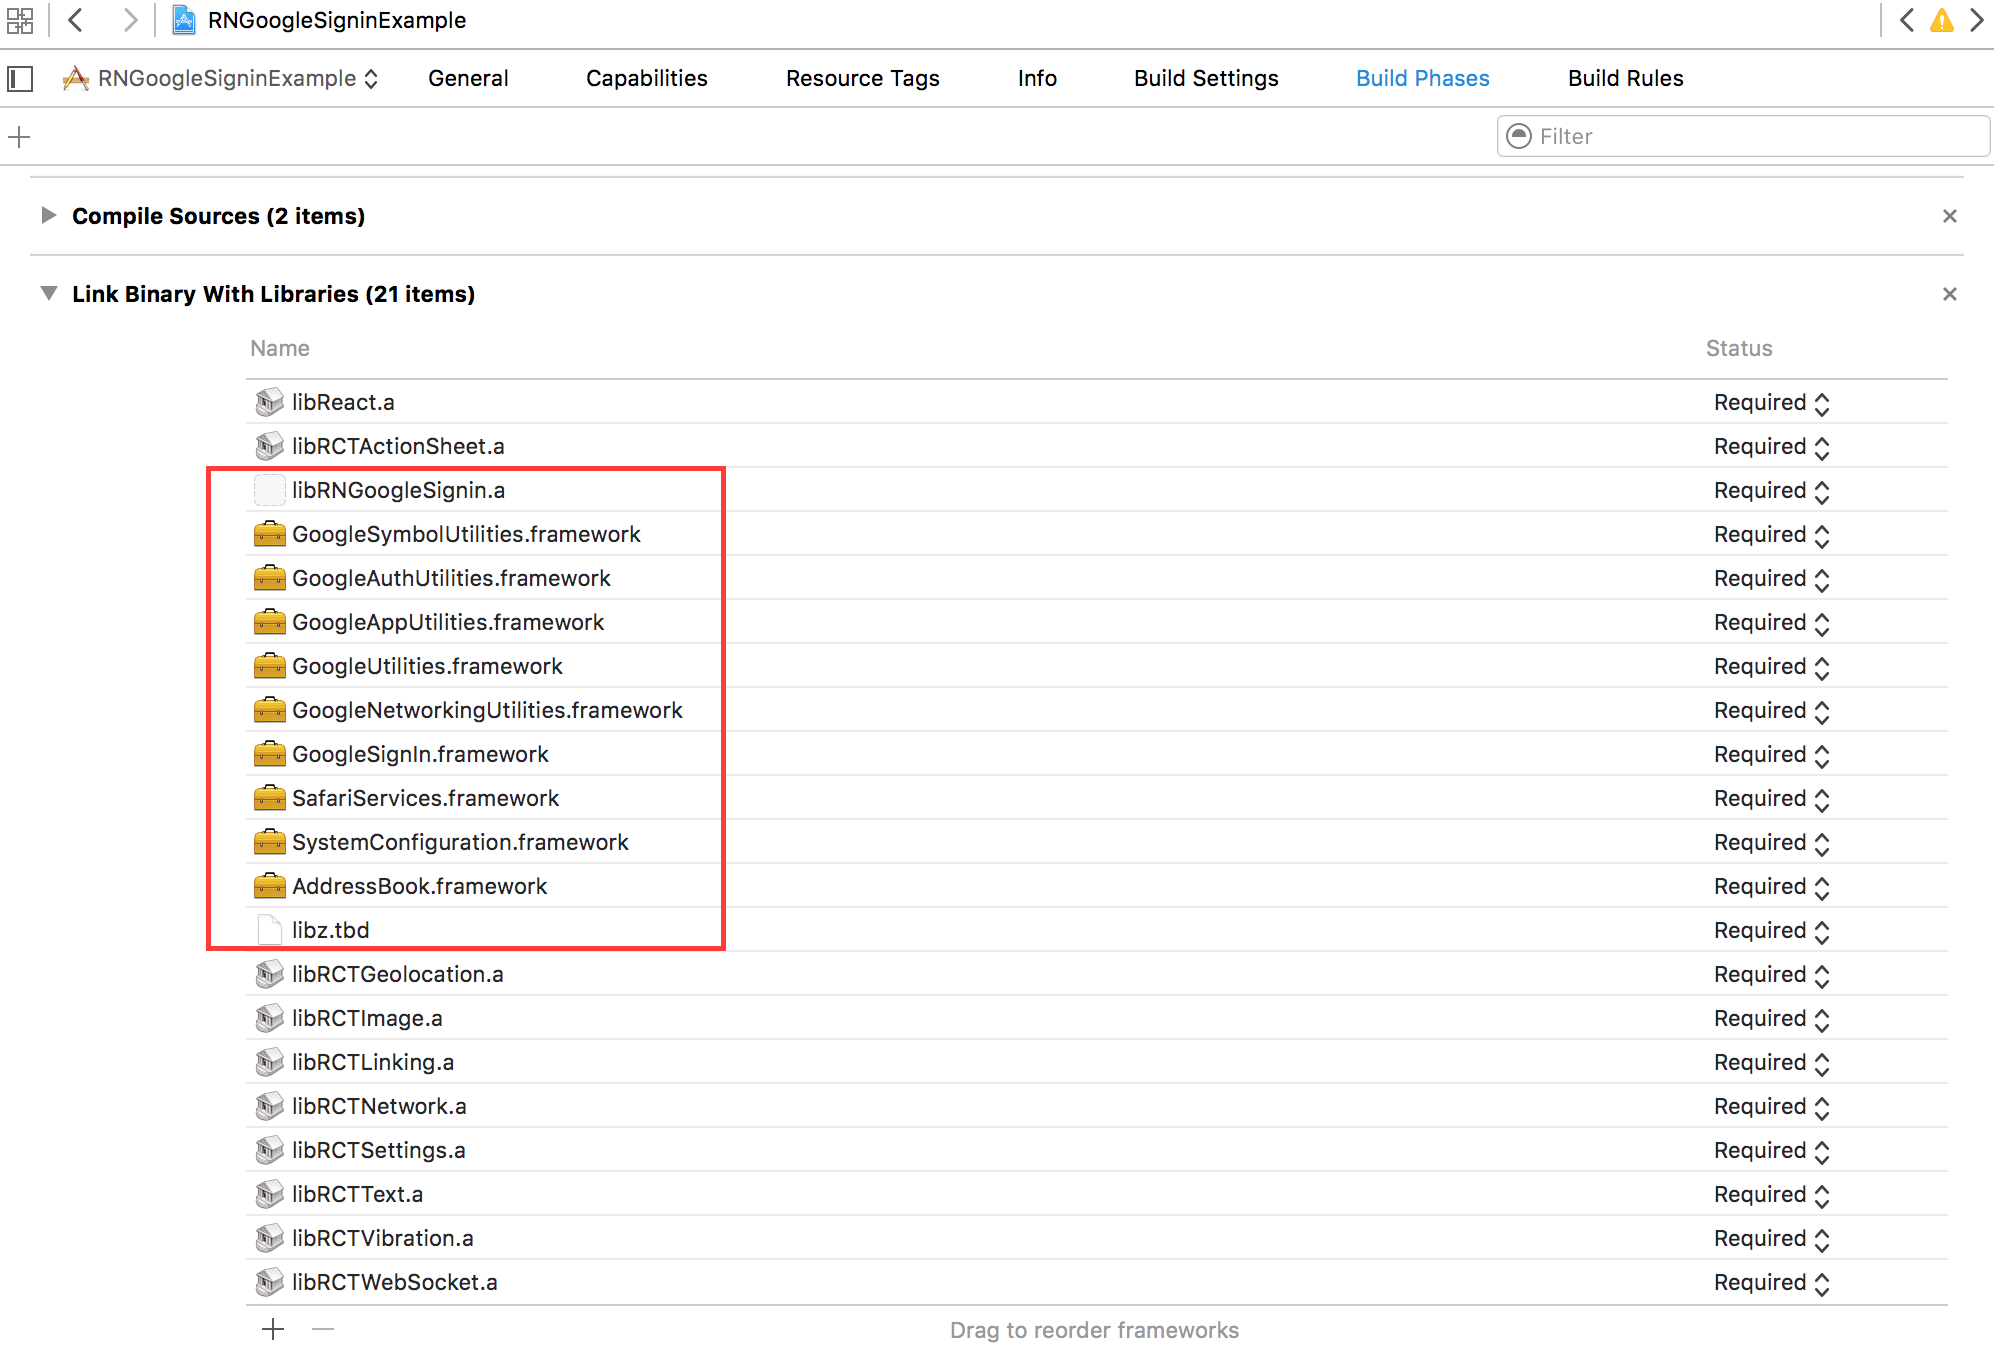 RNGoogleSigninExample
RNGoogleSigninExample General Capabilities Resource Tags Info Build Settings Build Phases Build Rules
Filter
Compile Sources (2 items)
Link Binary With Libraries (21 items)
Name Status
libReact.a Required
libRCTActionSheet.a Required
libRNGoogleSignin.a Required
GoogleSymbolUtilities.framework Required
GoogleAuthUtilities.framework Required
GoogleAppUtilities.framework Required
GoogleUtilities.framework Required
GoogleNetworkingUtilities.framework Required
GoogleSignIn.framework Required
SafariServices.framework Required
SystemConfiguration.framework Required
AddressBook.framework Required
libz.tbd Required
libRCTGeolocation.a Required
libRCTImage.a Required
libRCTLinking.a Required
libRCTNetwork.a Required
libRCTSettings.a Required
libRCTText.a Required
libRCTVibration.a Required
libRCTWebSocket.a Required
Drag to reorder frameworks